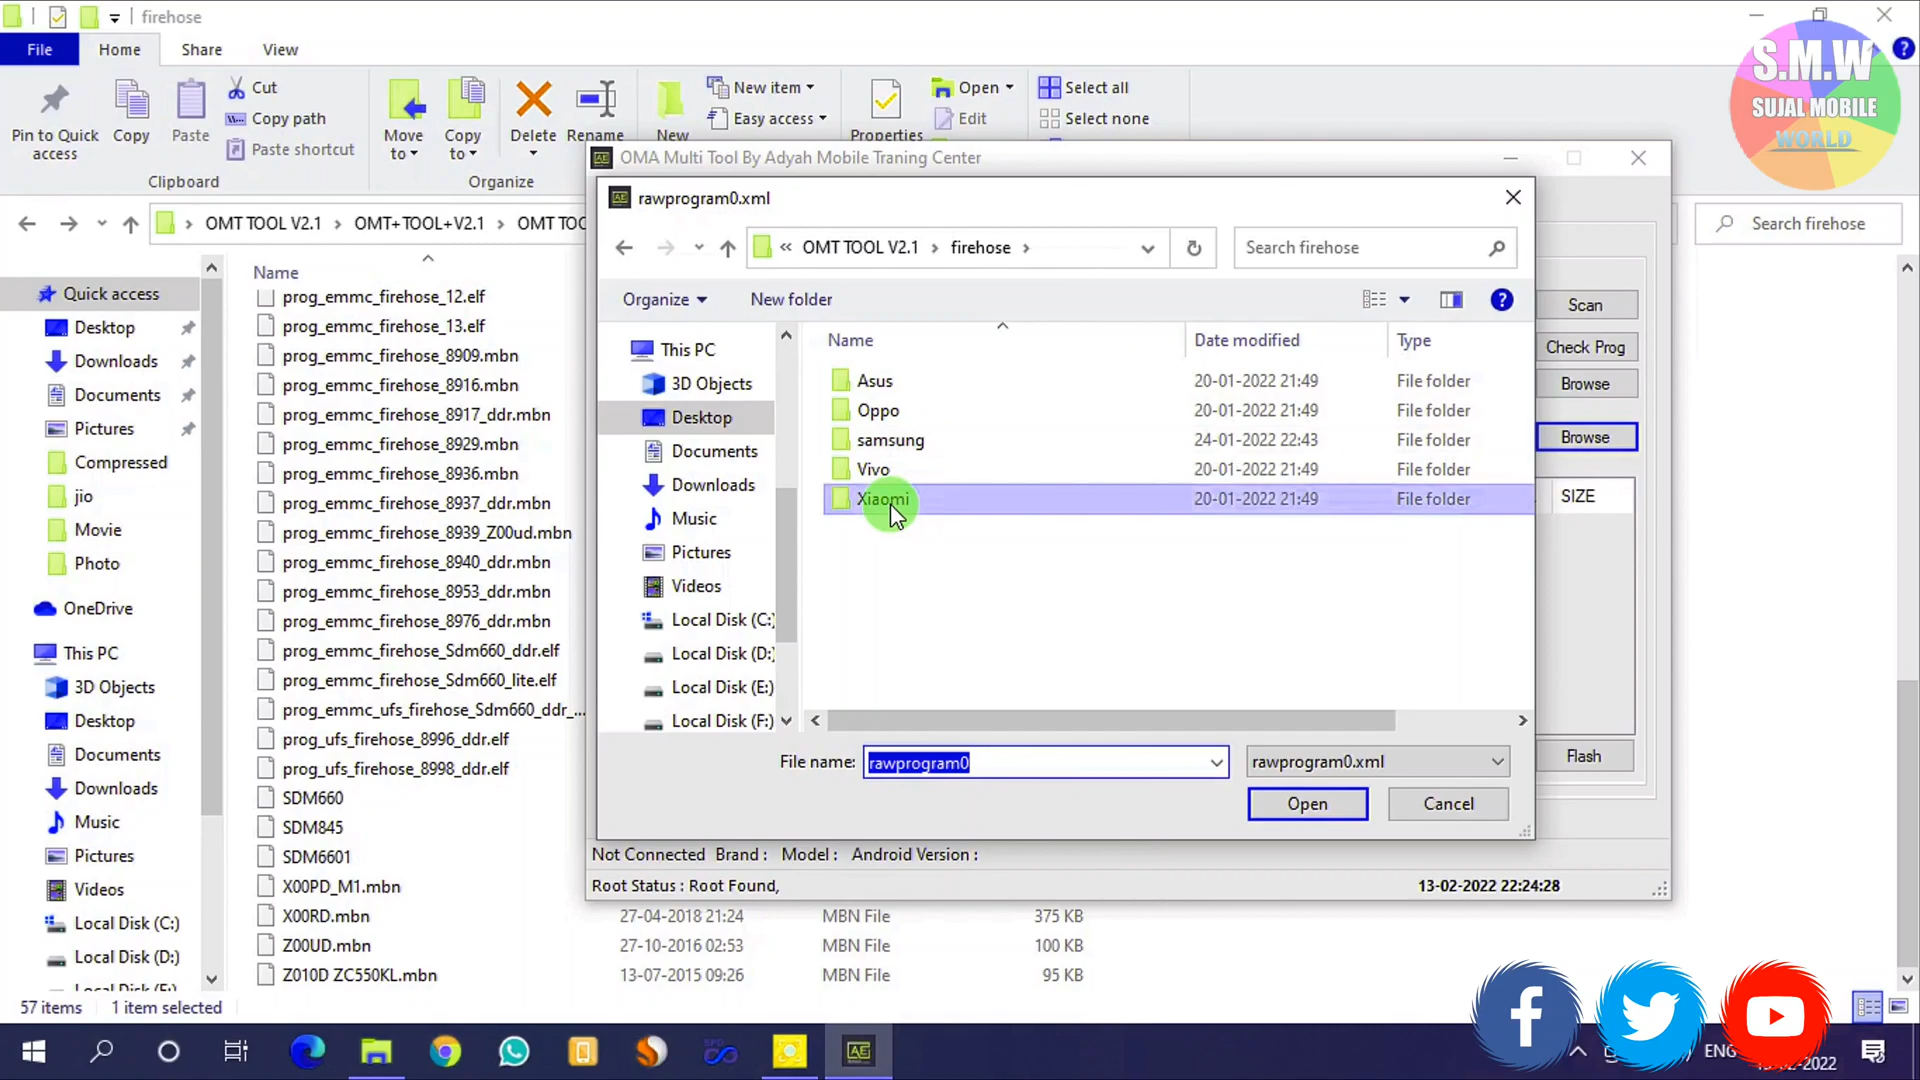 firehose
File
Home
Share
View
Pin to Quick access
Copy
Paste
Cut
Copy path
Paste shortcut
Clipboard
Move to
Copy to
Delete
Rename
Organize
New
New item
Easy access
Properties
Open
Edit
Select all
Select none
S.M.W
SUJAL MOBILE
WORLD
OMT TOOL V2.1
OMT+TOOL+V2.1
OMT TOO
Search firehose
Quick access
Desktop
Downloads
Documents
Pictures
Compressed
jio
Movie
Photo
OneDrive
This PC
3D Objects
Desktop
Documents
Downloads
Music
Pictures
Videos
Local Disk (C:)
Local Disk (D:)
Name
prog_emmc_firehose_12.elf
prog_emmc_firehose_13.elf
prog_emmc_firehose_8909.mbn
prog_emmc_firehose_8916.mbn
prog_emmc_firehose_8917_ddr.mbn
prog_emmc_firehose_8929.mbn
prog_emmc_firehose_8936.mbn
prog_emmc_firehose_8937_ddr.mbn
prog_emmc_firehose_8939_Z00ud.mbn
prog_emmc_firehose_8940_ddr.mbn
prog_emmc_firehose_8953_ddr.mbn
prog_emmc_firehose_8976_ddr.mbn
prog_emmc_firehose_Sdm660_ddr.elf
prog_emmc_firehose_Sdm660_lite.elf
prog_emmc_ufs_firehose_Sdm660_ddr_...
prog_ufs_firehose_8996_ddr.elf
prog_ufs_firehose_8998_ddr.elf
SDM660
SDM845
SDM6601
X00PD_M1.mbn
X00RD.mbn 27-04-2018 21:24 MBN File 375 KB
Z00UD.mbn 27-10-2016 02:53 MBN File 100 KB
Z010D ZC550KL.mbn 13-07-2015 09:26 MBN File 95 KB
57 items 1 item selected
OMA Multi Tool By Adyah Mobile Traning Center
rawprogram0.xml
« OMT TOOL V2.1 firehose
Search firehose
Organize
New folder
This PC
3D Objects
Desktop
Documents
Downloads
Music
Pictures
Videos
Local Disk (C:)
Local Disk (D:)
Local Disk (E:)
Local Disk (F:)
Name Date modified Type
Asus 20-01-2022 21:49 File folder
Oppo 20-01-2022 21:49 File folder
samsung 24-01-2022 22:43 File folder
Vivo 20-01-2022 21:49 File folder
Xiaomi 20-01-2022 21:49 File folder
File name: rawprogram0 rawprogram0.xml
Open
Cancel
Scan
Check Prog
Browse
Browse
SIZE
Flash
Not Connected Brand : Model : Android Version :
Root Status : Root Found,
13-02-2022 22:24:28
SPD
AE
ENG